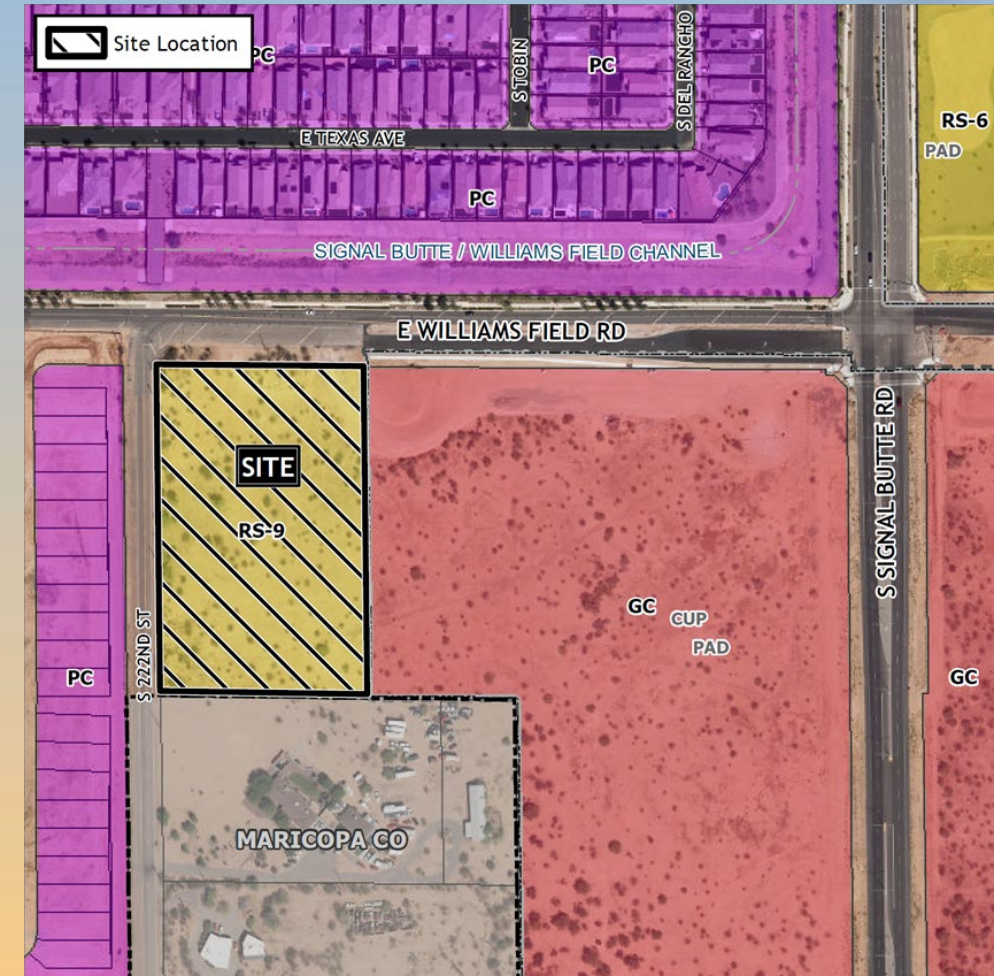 Site Location
PC
PC
S TOBIN
S DEL RANCHO
RS-6
PAD
E TEXAS AVE
PC
SIGNAL BUTTE / WILLIAMS FIELD CHANNEL
E WILLIAMS FIELD RD
S SIGNAL BUTTE RD
SITE
RS-9
GC
CUP
PAD
PC
S 222ND ST
GC
MARICOPA CO